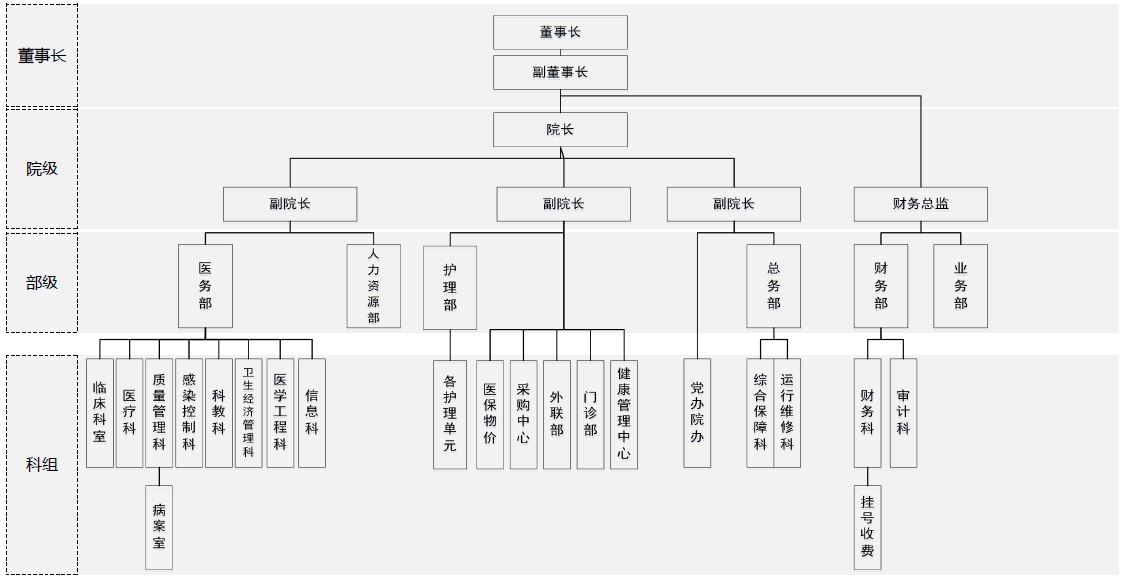 董事长
董事长
副董事长
院级
院长
副院长
副院长
副院长
财务总监
部级
医务部
人力资源部
护理部
总务部
财务部
业务部
科组
临床科室
医疗科
质量管理科
感染控制科
科教科
卫生经济管理科
医学工程科
信息科
各护理单元
医保物价
采购中心
外联部
门诊部
健康管理中心
党办院办
综合保障科
运行维修科
财务科
审计科
病案室
挂号收费